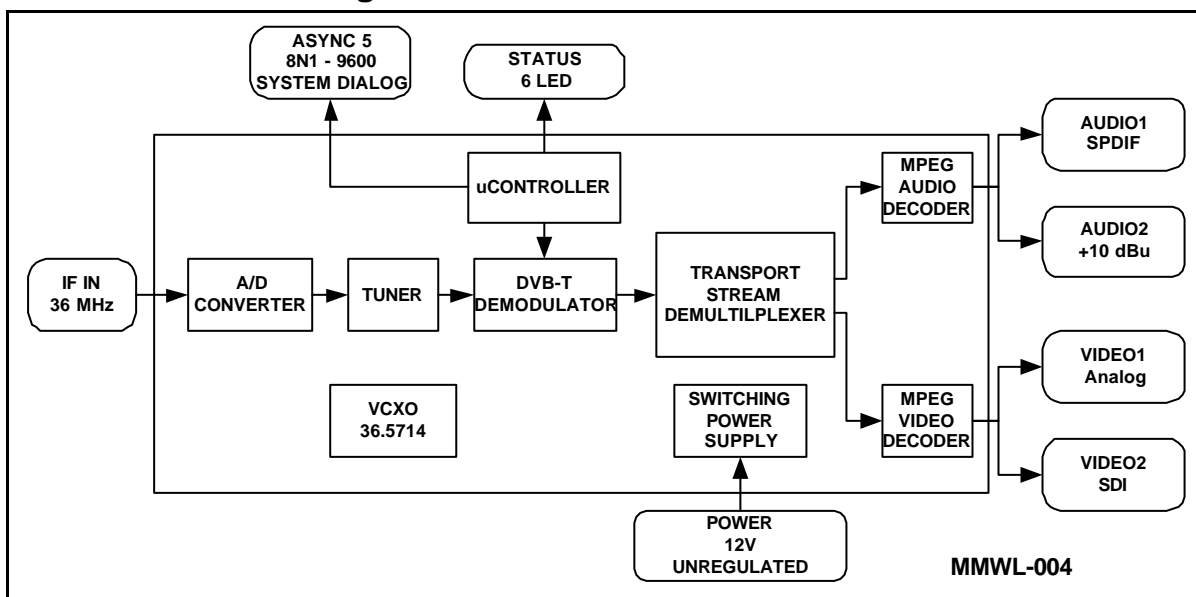 ASYNC 5
8N1 - 9600
SYSTEM DIALOG
STATUS
6 LED
AUDIO1
SPDIF
uCONTROLLER
MPEG
AUDIO
DECODER
AUDIO2
+10 dBu
IF IN
36 MHz
A/D
CONVERTER
TUNER
DVB-T
DEMODULATOR
TRANSPORT
STREAM
DEMULTILPLEXER
VIDEO1
Analog
VCXO
36.5714
SWITCHING
POWER
SUPPLY
MPEG
VIDEO
DECODER
VIDEO2
SDI
POWER
12V
UNREGULATED
MMWL-004